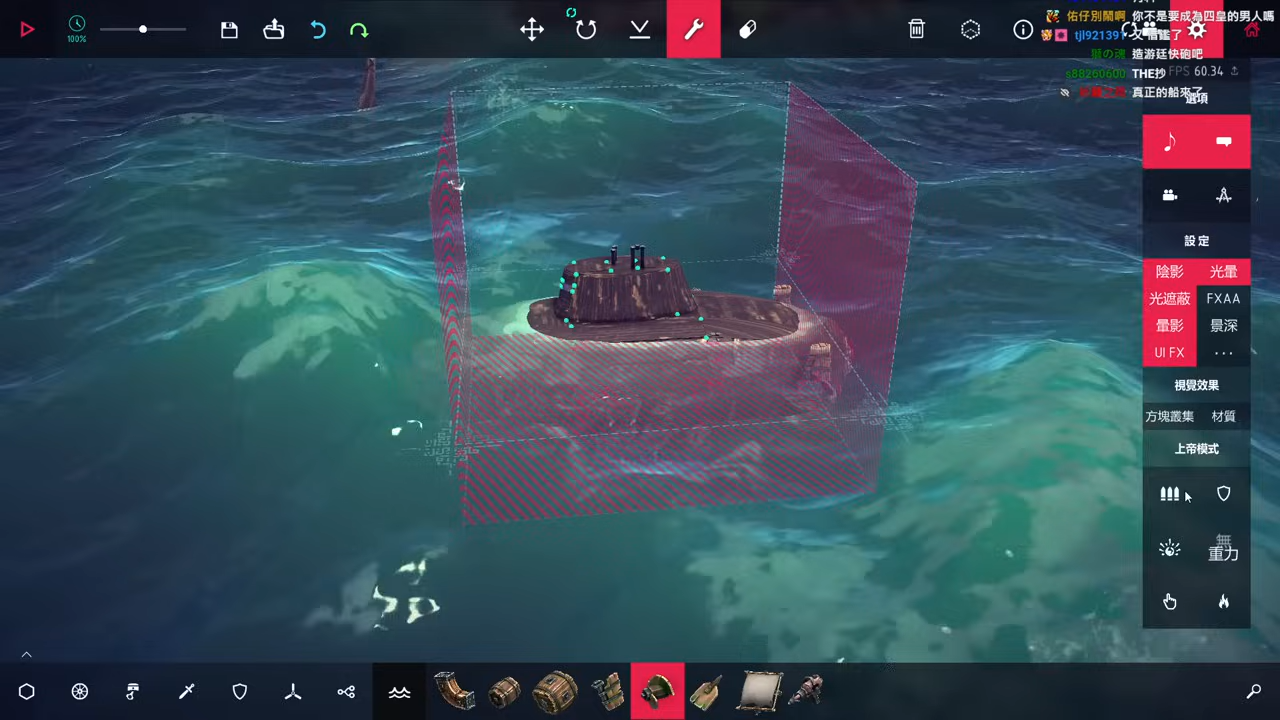 佑仔別鬧啊 你不是要成為四皇的男人嗎
tjl921391 又
造游廷快砲吧
s88260600 THE抄
真正的船來了
100%
FPS 60.34
選項
設定
陰影 光暈
光遮蔽 FXAA
暈影 景深
UI FX ...
視覺效果
方塊叢集 材質
上帝模式
無
重力